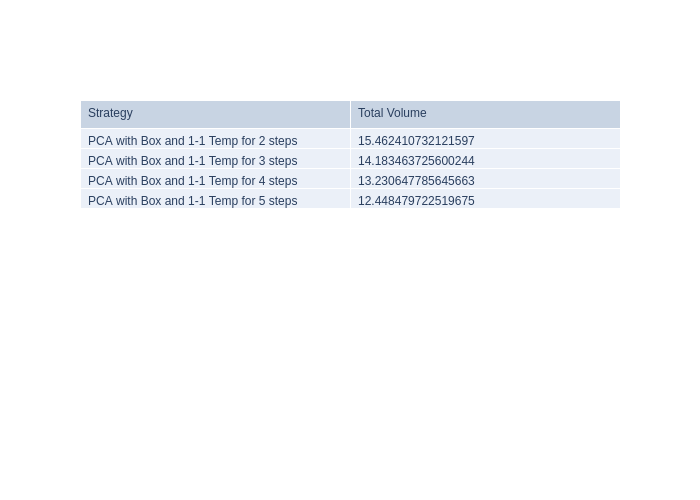 Strategy Total Volume
PCA with Box and 1-1 Temp for 2 steps 15.462410732121597
PCA with Box and 1-1 Temp for 3 steps 14.183463725600244
PCA with Box and 1-1 Temp for 4 steps 13.230647785645663
PCA with Box and 1-1 Temp for 5 steps 12.448479722519675